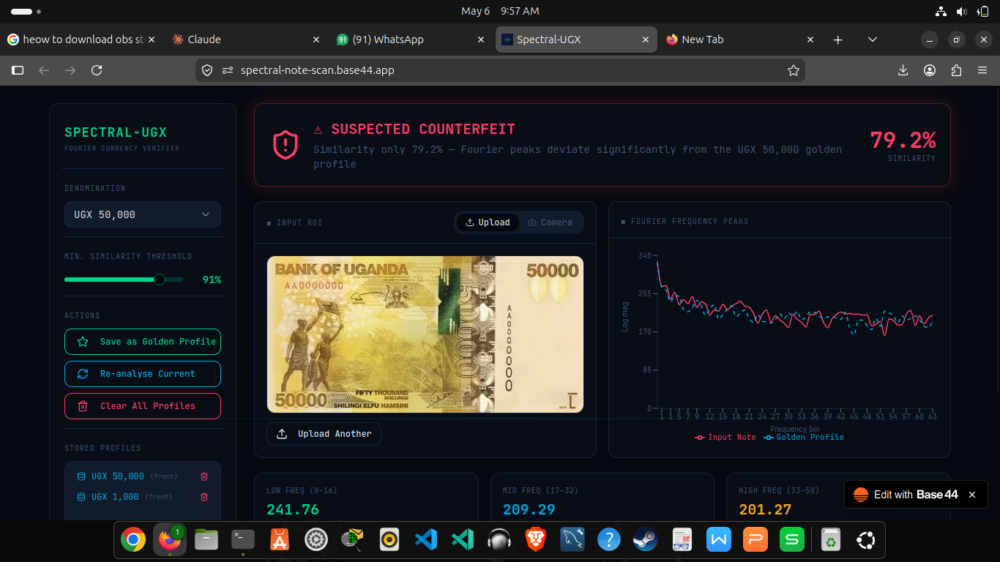 May 6 9:57 AM
heow to download obs st
Claude
(91) WhatsApp
Spectral-UGX
New Tab
spectral-note-scan.base44.app
SPECTRAL-UGX
FOURIER CURRENCY VERIFIER
DENOMINATION
UGX 50,000
MIN. SIMILARITY THRESHOLD
91%
ACTIONS
Save as Golden Profile
Re-analyse Current
Clear All Profiles
STORED PROFILES
UGX 50,000 (front)
UGX 1,000 (front)
⚠ SUSPECTED COUNTERFEIT
Similarity only 79.2% — Fourier peaks deviate significantly from the UGX 50,000 golden
profile
79.2%
SIMILARITY
INPUT ROI
Upload
Camera
BANK OF UGANDA
50000
AA0000000
50000
AA0000000
50000
FIFTY THOUSAND
SHILLINGS
SHILINGI ELFU HAMSINI
Upload Another
FOURIER FREQUENCY PEAKS
340
255
170
85
0
Log mag
1 3 5 7 9 12 15 18 21 24 27 30 33 36 39 42 45 48 51 54 57 60 63
Frequency bin
Input Note Golden Profile
LOW FREQ (0–16)
241.76
MID FREQ (17–32)
209.29
HIGH FREQ (33–50)
201.27
Edit with Base44
1